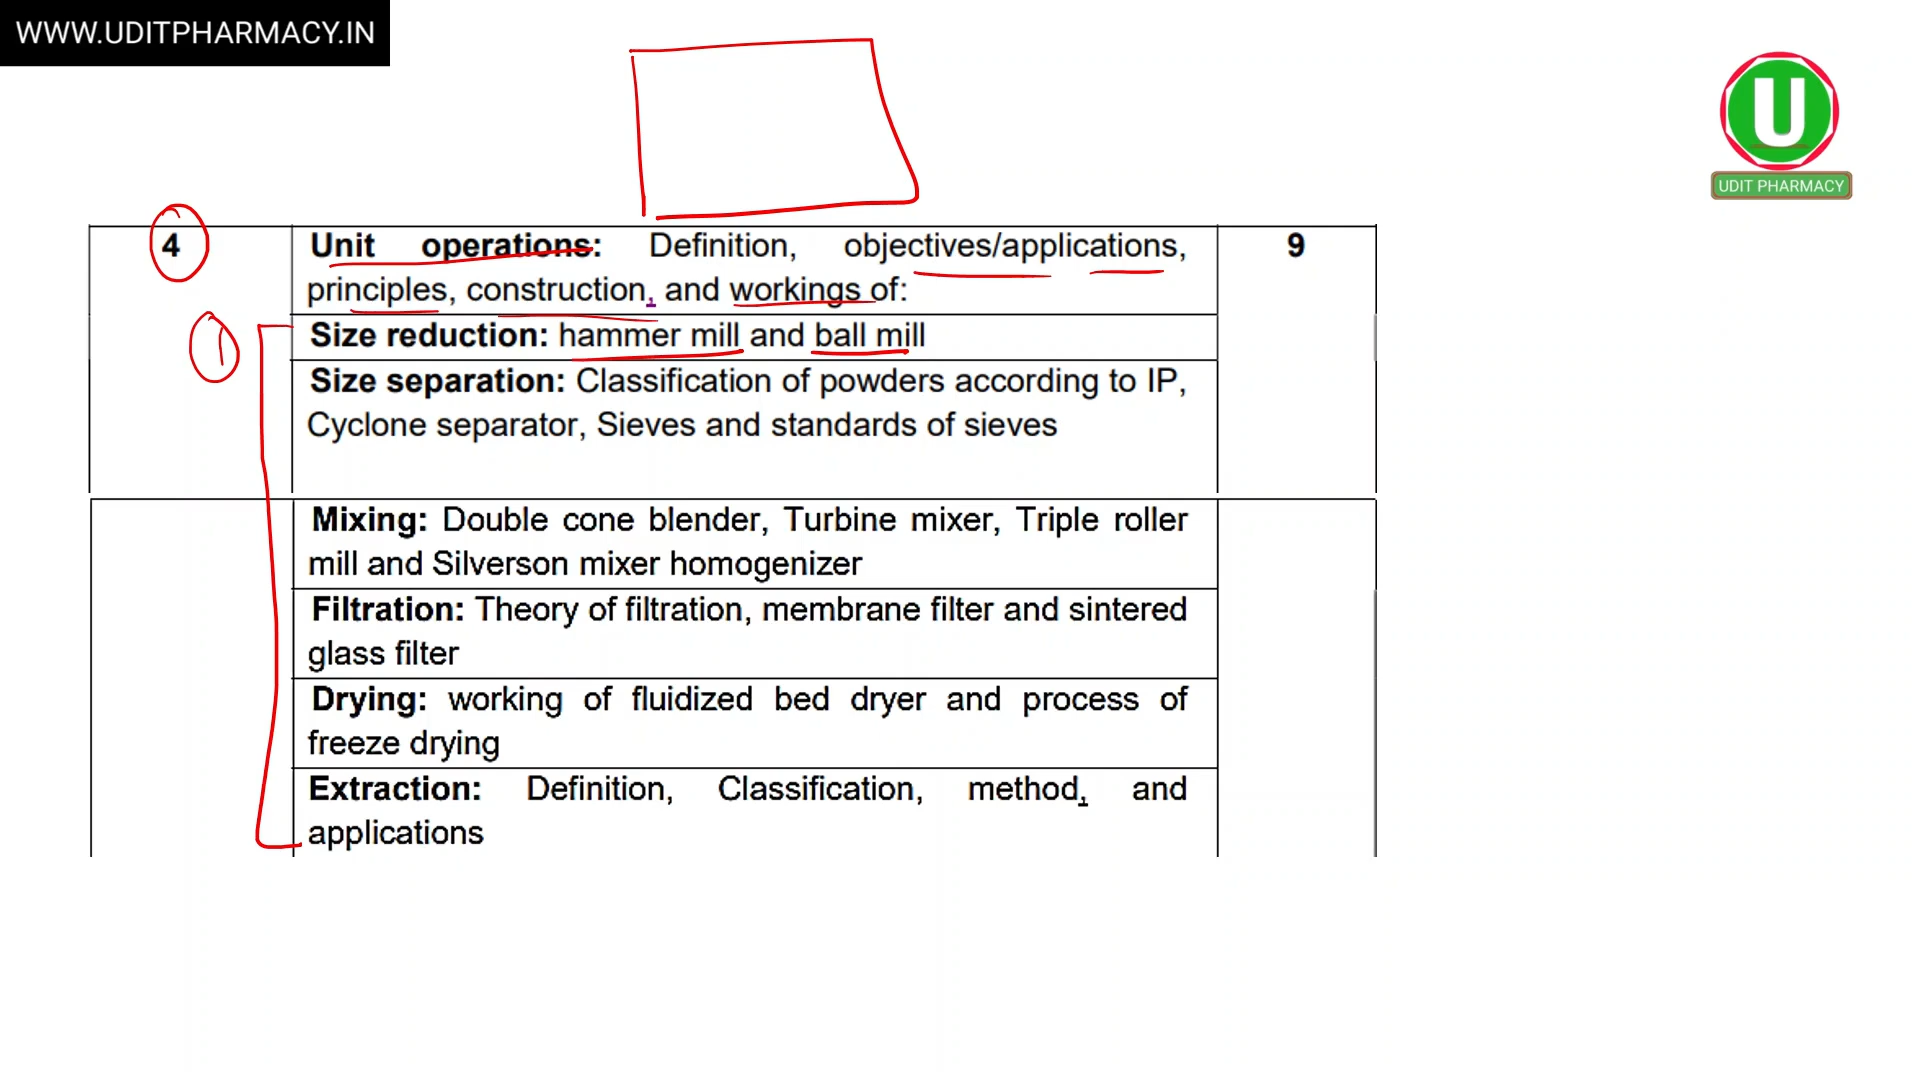 WWW.UDITPHARMACY.IN
U
UDIT PHARMACY
4 Unit operations: Definition, objectives/applications, 9
principles, construction, and workings of:
1 Size reduction: hammer mill and ball mill
Size separation: Classification of powders according to IP,
Cyclone separator, Sieves and standards of sieves
Mixing: Double cone blender, Turbine mixer, Triple roller
mill and Silverson mixer homogenizer
Filtration: Theory of filtration, membrane filter and sintered
glass filter
Drying: working of fluidized bed dryer and process of
freeze drying
Extraction: Definition, Classification, method, and
applications